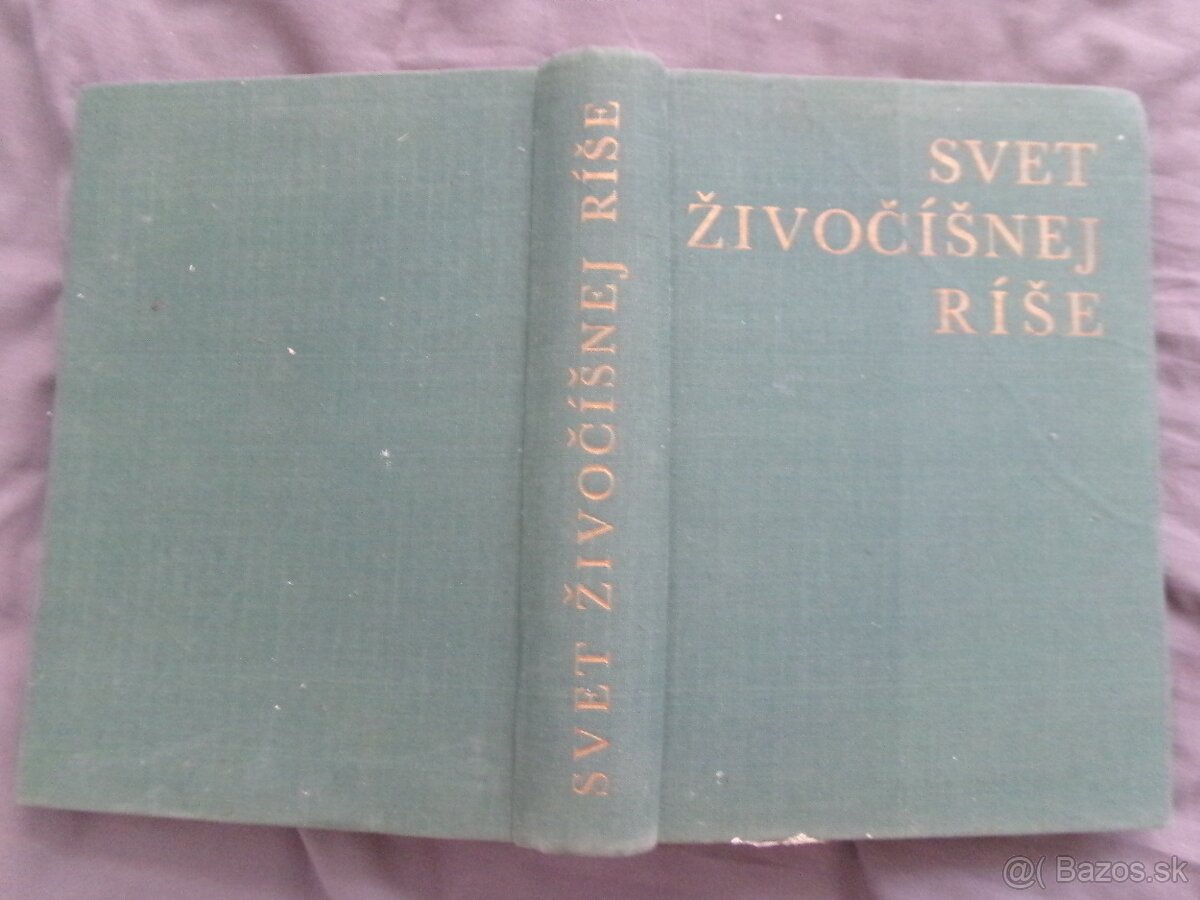 SVET ŽIVOČÍŠNEJ RÍŠE
SVET
ŽIVOČÍŠNEJ
RÍŠE
@( Bazos.sk